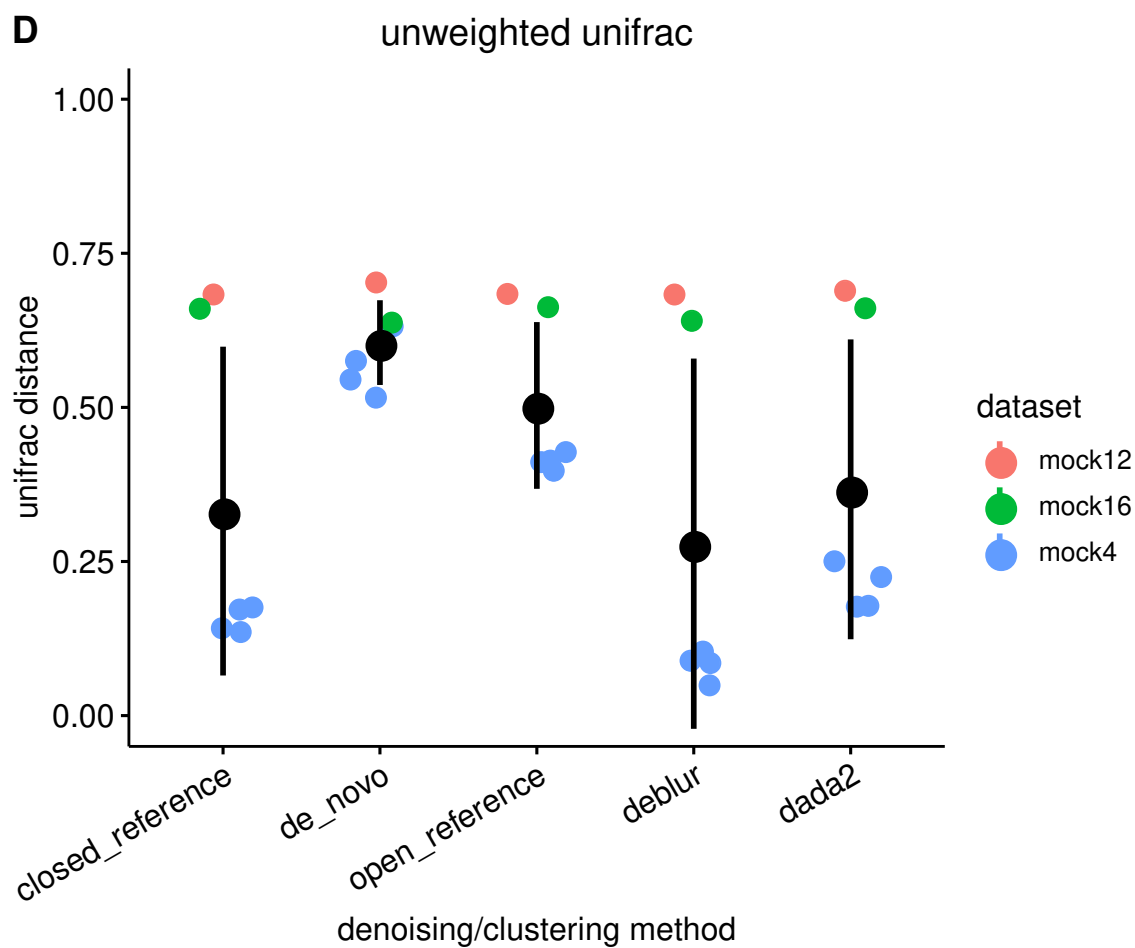 D
unweighted unifrac
1.00
0.75
0.50
0.25
0.00
unifrac distance
closed_reference
de_novo
open_reference
deblur
dada2
denoising/clustering method
dataset
mock12
mock16
mock4